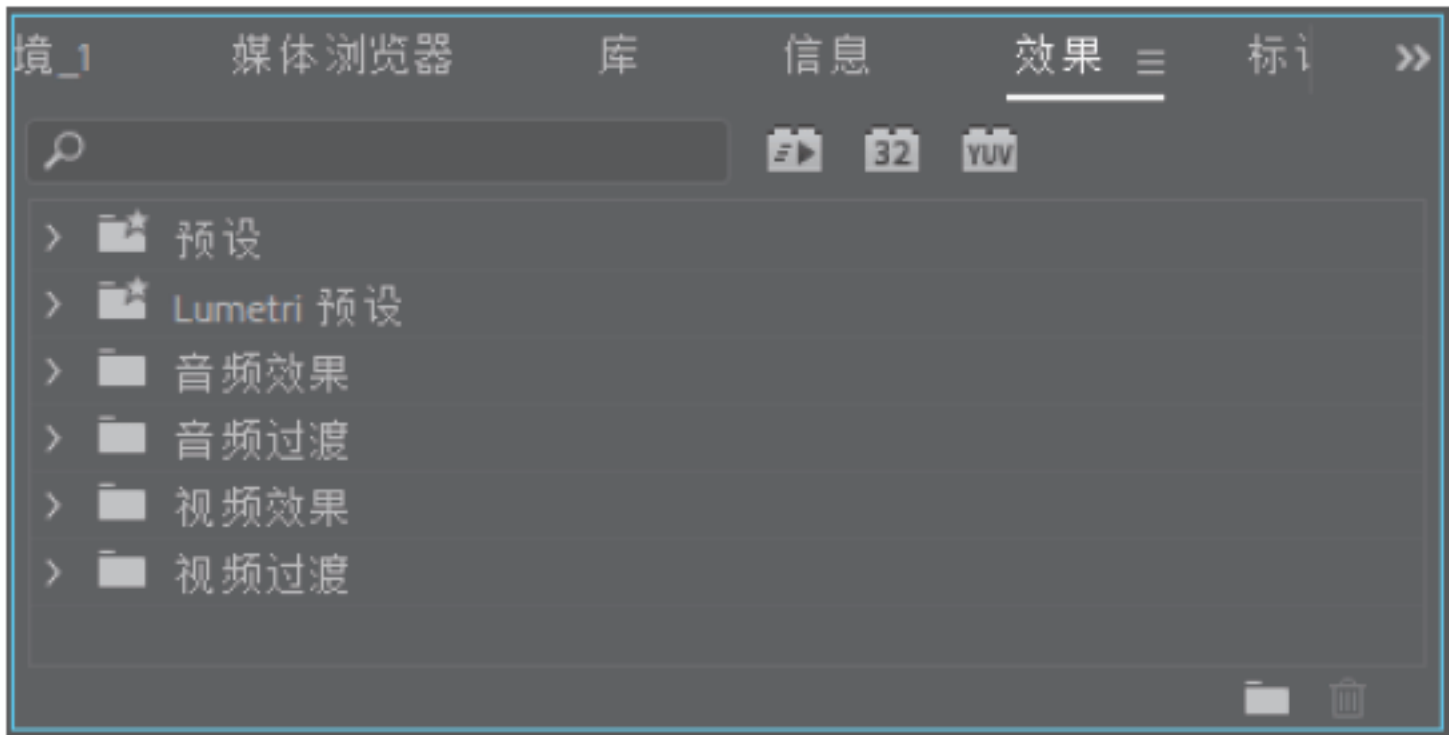 境_1 媒体浏览器 库 信息 效果 标
32 YUV
预设
Lumetri 预设
音频效果
音频过渡
视频效果
视频过渡